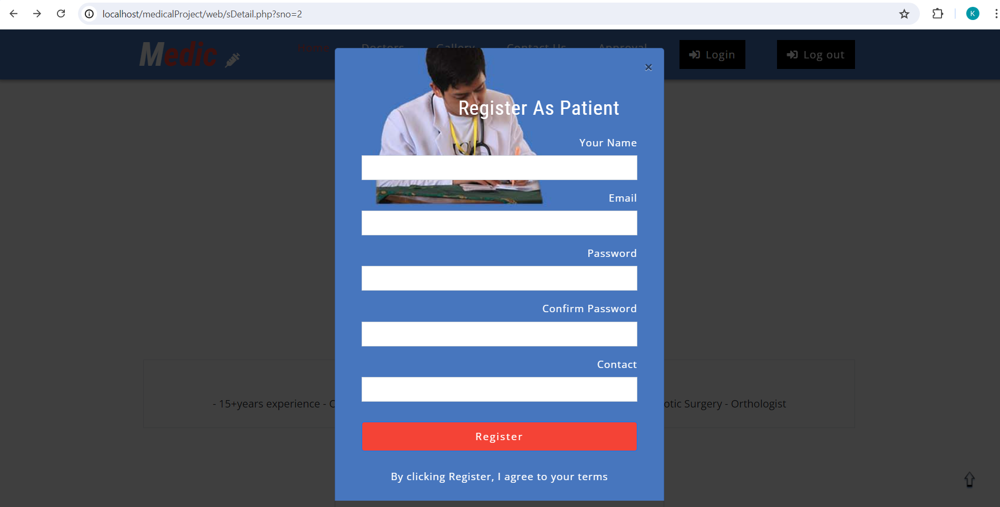 localhost/medicalProject/web/sDetail.php?sno=2
K
Medic
Home
Doctors
Gallery
Contact Us
Approval
Login
Log out
×
Register As Patient
Your Name
Email
Password
Confirm Password
Contact
- 15+years experience - C
otic Surgery - Orthologist
Register
By clicking Register, I agree to your terms